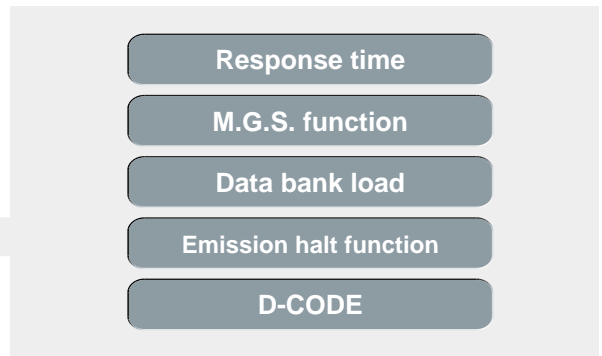 Response time
M.G.S. function
Data bank load
Emission halt function
D-CODE